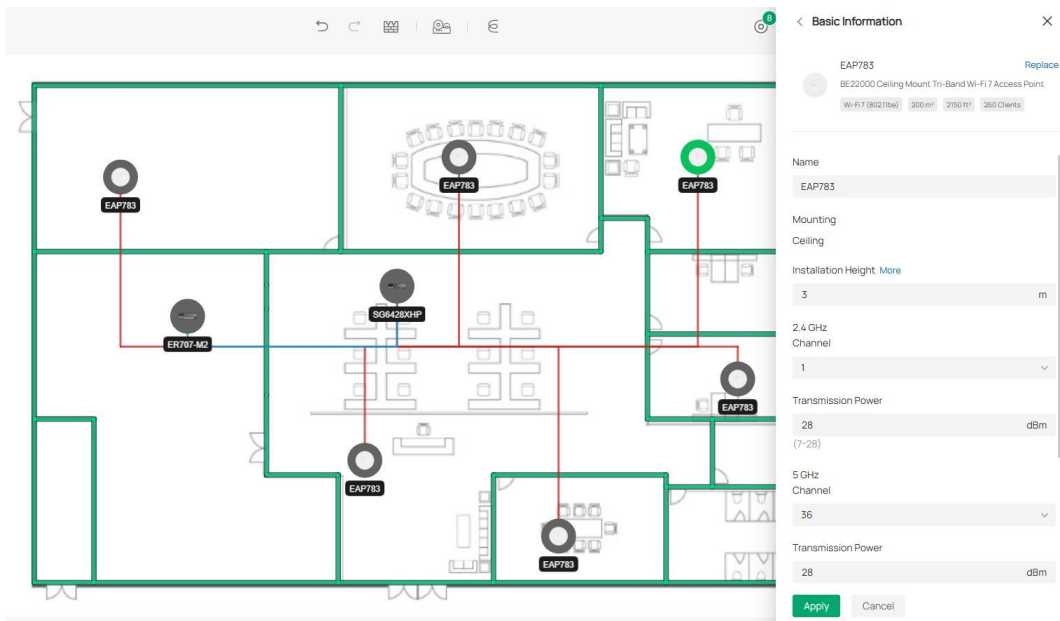 8
Basic Information
EAP783
Replace
BE22000 Ceiling Mount Tri-Band Wi-Fi 7 Access Point
Wi-Fi 7 (802.11be) 200 m² 2150 ft² 260 Clients
Name
EAP783
Mounting
Ceiling
Installation Height More
3 m
2.4 GHz
Channel
1
Transmission Power
28 dBm
(7-28)
5 GHz
Channel
36
Transmission Power
28 dBm
Apply Cancel
EAP783
EAP783
EAP783
SG6428XHP
ER707-M2
EAP783
EAP783
EAP783